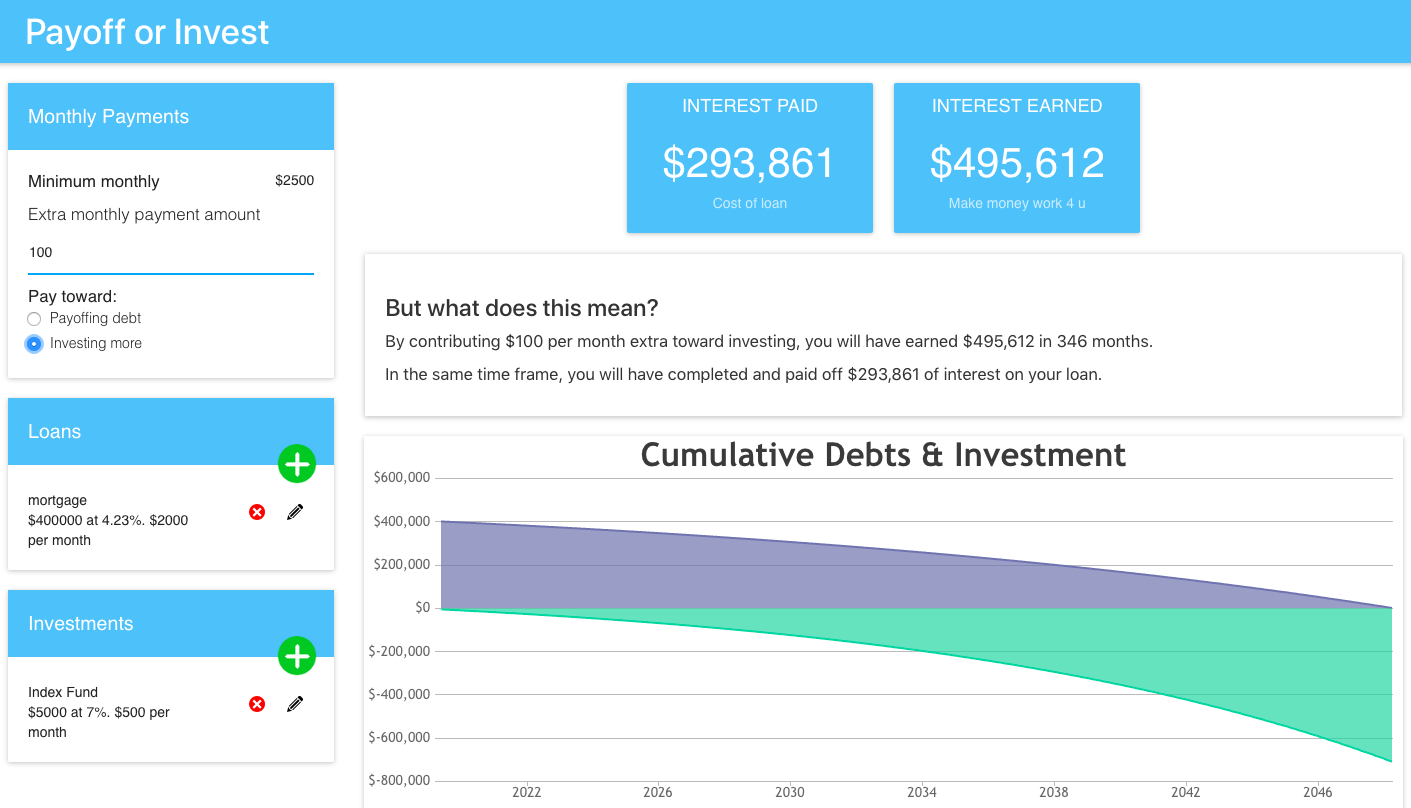 Payoff or Invest
Monthly Payments
Minimum monthly $2500
Extra monthly payment amount
100
Pay toward:
Payoffing debt
Investing more
Loans
mortgage
$400000 at 4.23%. $2000
per month
Investments
Index Fund
$5000 at 7%. $500 per
month
INTEREST PAID
$293,861
Cost of loan
INTEREST EARNED
$495,612
Make money work 4 u
But what does this mean?
By contributing $100 per month extra toward investing, you will have earned $495,612 in 346 months.
In the same time frame, you will have completed and paid off $293,861 of interest on your loan.
Cumulative Debts & Investment
$600,000
$400,000
$200,000
$0
$-200,000
$-400,000
$-600,000
$-800,000
2022 2026 2030 2034 2038 2042 2046